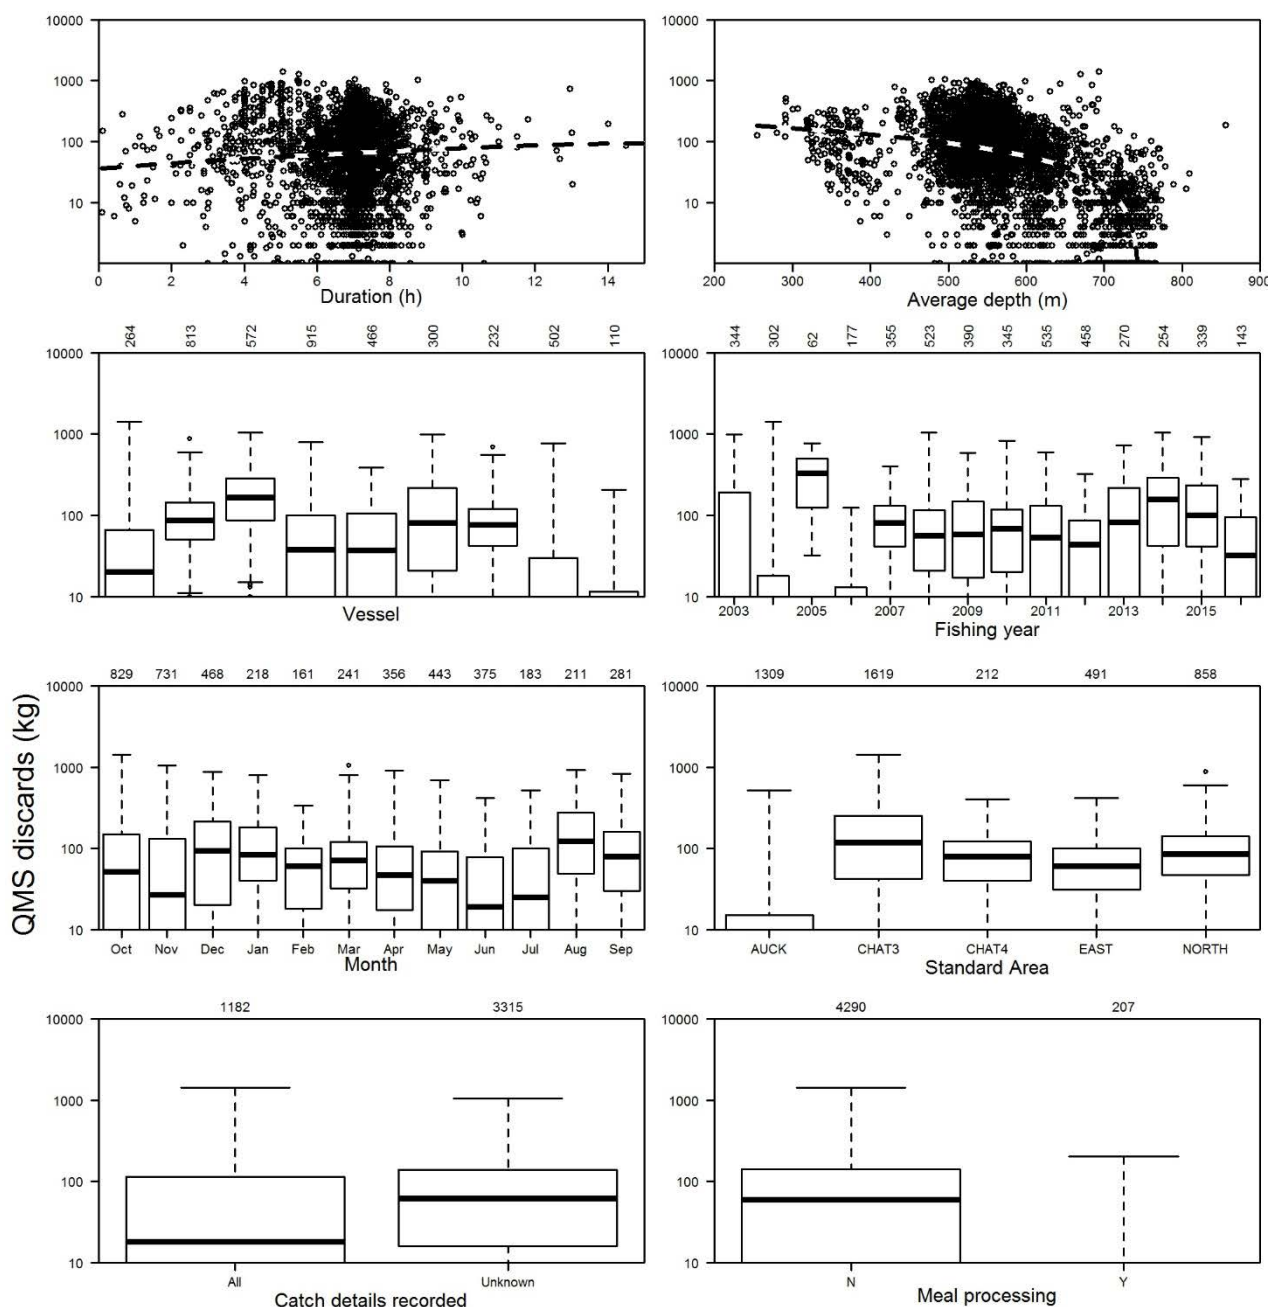 10000
1000
100
10
0 2 4 6 8 10 12 14
Duration (h)
10000
1000
100
10
200 300 400 500 600 700 800 900
Average depth (m)
264 813 572 915 466 300 232 502 110
10000
1000
100
10
Vessel
344 302 62 177 355 523 390 345 535 458 270 254 339 143
10000
1000
100
10
2003 2005 2007 2009 2011 2013 2015
Fishing year
QMS discards (kg)
829 731 468 218 161 241 356 443 375 183 211 281
10000
1000
100
10
Oct Nov Dec Jan Feb Mar Apr May Jun Jul Aug Sep
Month
1309 1619 212 491 858
10000
1000
100
10
AUCK CHAT3 CHAT4 EAST NORTH
Standard Area
1182 3315
10000
1000
100
10
All Unknown
Catch details recorded
4290 207
10000
1000
100
10
N Y
Meal processing